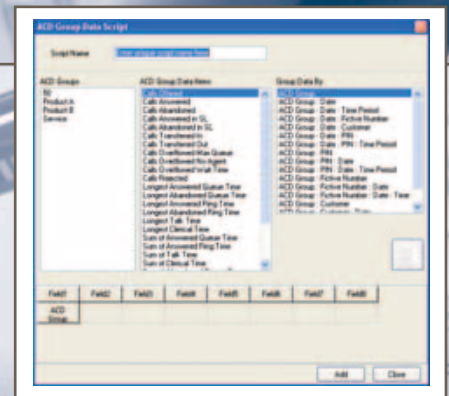 ACD Group Data Script
Script Name
Enter unique script name here
ACD Groups
Product A
Product B
Service
ACD Group Data Items
Calls Offered
Calls Answered
Calls Abandoned
Calls Answered in SL
Calls Abandoned in SL
Calls Transferred In
Calls Transferred Out
Calls Overflowed Max Queue
Calls Overflowed No Agent
Calls Overflowed Wait Time
Calls Rejected
Longest Answered Queue Time
Longest Abandoned Queue Time
Longest Answered Ring Time
Longest Abandoned Ring Time
Longest Talk Time
Longest Clerical Time
Sum of Answered Queue Time
Sum of Answered Ring Time
Sum of Talk Time
Sum of Clerical Time
Group Data By
ACD Group
ACD Group : Date
ACD Group : Date : Time Period
ACD Group : Date : Fictive Number
ACD Group : Date : Customer
ACD Group : Date : PIN
ACD Group : Date : PIN : Time Period
ACD Group : PIN
ACD Group : PIN : Date
ACD Group : PIN : Date : Time Period
ACD Group : Fictive Number
ACD Group : Fictive Number : Date
ACD Group : Fictive Number : Date : Time
ACD Group : Customer
ACD Group : Customer : Date
Field1 Field2 Field3 Field4 Field5 Field6 Field7 Field8
ACD
Group
Add Close